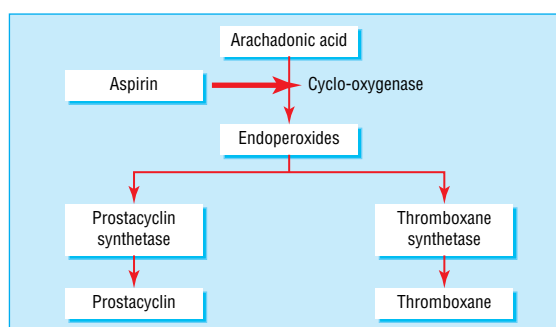 Arachadonic acid
Aspirin
Cyclo-oxygenase
Endoperoxides
Prostacyclin
synthetase
Thromboxane
synthetase
Prostacyclin
Thromboxane